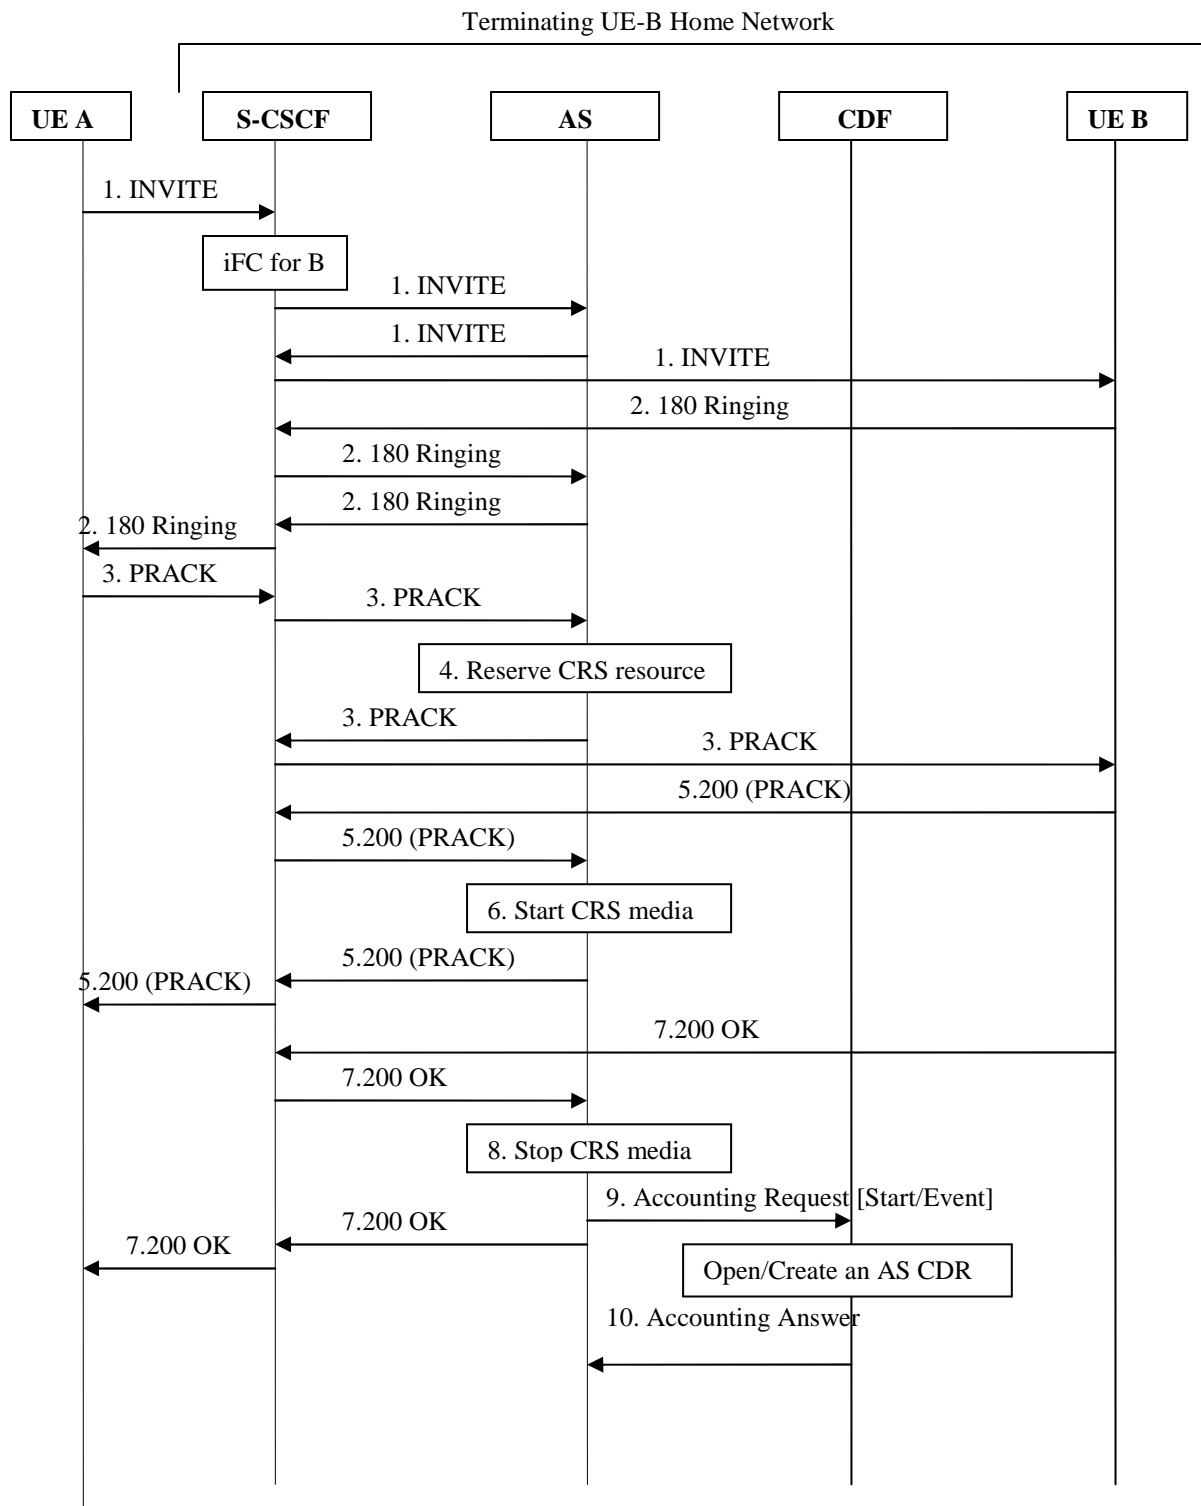 Terminating UE-B Home Network
UE A
S-CSCF
AS
CDF
UE B
1. INVITE
iFC for B
1. INVITE
1. INVITE
1. INVITE
2. 180 Ringing
2. 180 Ringing
2. 180 Ringing
2. 180 Ringing
3. PRACK
3. PRACK
4. Reserve CRS resource
3. PRACK
3. PRACK
5.200 (PRACK)
5.200 (PRACK)
6. Start CRS media
5.200 (PRACK)
5.200 (PRACK)
7.200 OK
7.200 OK
8. Stop CRS media
9. Accounting Request [Start/Event]
7.200 OK
7.200 OK
Open/Create an AS CDR
10. Accounting Answer